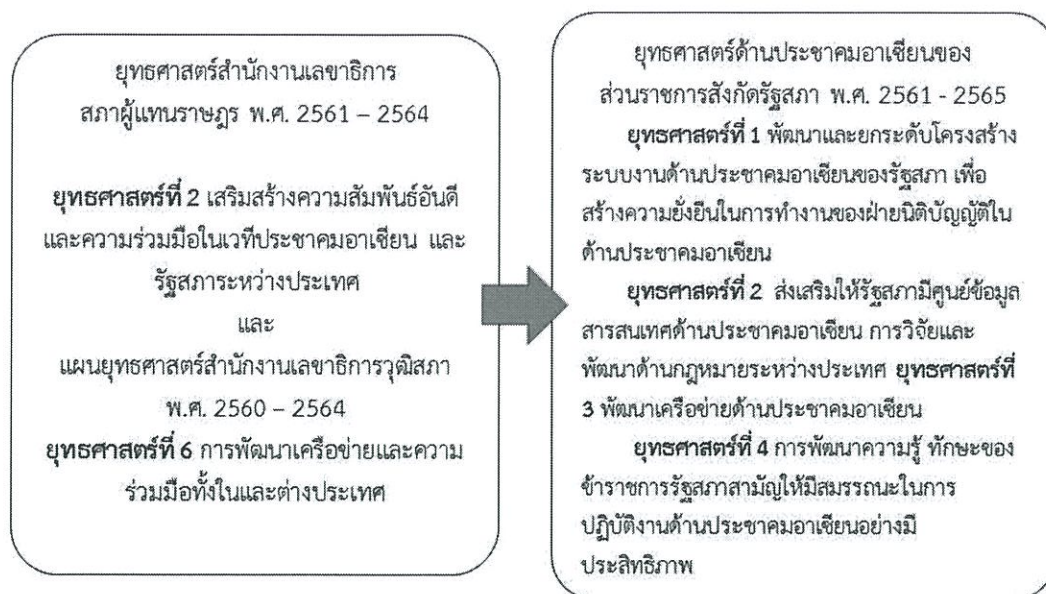 ยุทธศาสตร์สำนักงานเลขาธิการ
สภาผู้แทนราษฎร พ.ศ. 2561 – 2564
ยุทธศาสตร์ที่ 2 เสริมสร้างความสัมพันธ์อันดี
และความร่วมมือในเวทีประชาคมอาเซียน และ
รัฐสภาระหว่างประเทศ
และ
แผนยุทธศาสตร์สำนักงานเลขาธิการวุฒิสภา
พ.ศ. 2560 – 2564
ยุทธศาสตร์ที่ 6 การพัฒนาเครือข่ายและความ
ร่วมมือทั้งในและต่างประเทศ
ยุทธศาสตร์ด้านประชาคมอาเซียนของ
ส่วนราชการสังกัดรัฐสภา พ.ศ. 2561 - 2565
ยุทธศาสตร์ที่ 1 พัฒนาและยกระดับโครงสร้าง
ระบบงานด้านประชาคมอาเซียนของรัฐสภา เพื่อ
สร้างความยั่งยืนในการทำงานของฝ่ายนิติบัญญัติใน
ด้านประชาคมอาเซียน
ยุทธศาสตร์ที่ 2 ส่งเสริมให้รัฐสภามีศูนย์ข้อมูล
สารสนเทศด้านประชาคมอาเซียน การวิจัยและ
พัฒนาด้านกฎหมายระหว่างประเทศ ยุทธศาสตร์ที่
3 พัฒนาเครือข่ายด้านประชาคมอาเซียน
ยุทธศาสตร์ที่ 4 การพัฒนาความรู้ ทักษะของ
ข้าราชการรัฐสภาสามัญให้มีสมรรถนะในการ
ปฏิบัติงานด้านประชาคมอาเซียนอย่างมี
ประสิทธิภาพ